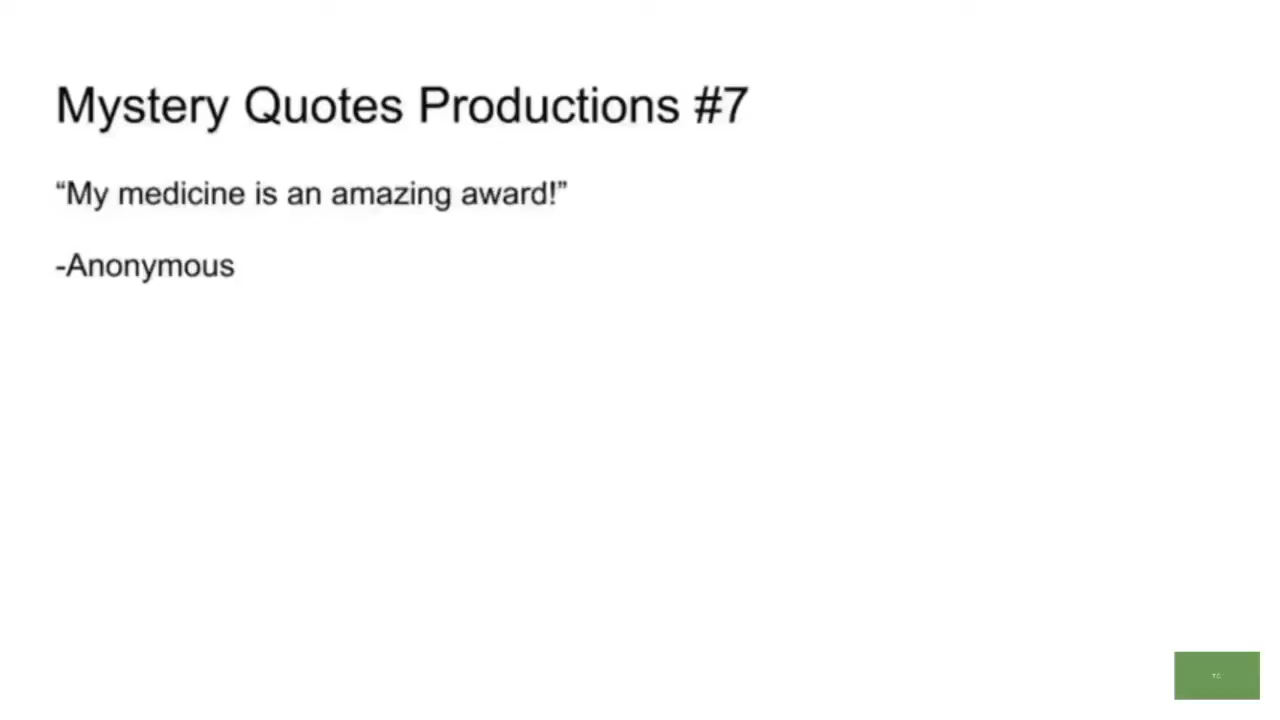 Mystery Quotes Productions #7
“My medicine is an amazing award!”
-Anonymous